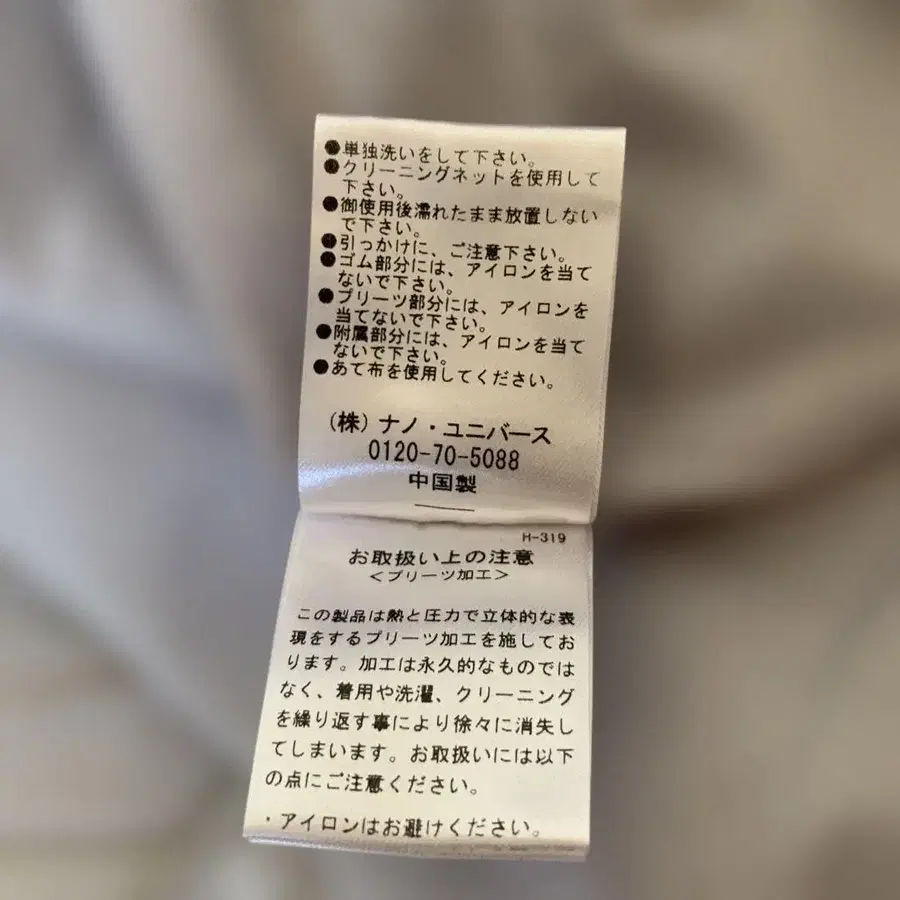 ●単独洗いをして下さい。
●クリーニングネットを使用して
下さい。
●御使用後濡れたまま放置しない
で下さい。
●引っかけに、ご注意下さい。
●ゴム部分には、アイロンを当て
ないで下さい。
●プリーツ部分には、アイロンを
当てないで下さい。
●附属部分には、アイロンを当て
ないで下さい。
●あて布を使用してください。
(株)ナノ・ユニバース
0120-70-5088
中国製
H-319
お取扱い上の注意
<プリーツ加工>
この製品は熱と圧力で立体的な表
現をするプリーツ加工を施してお
ります。加工は永久的なものでは
なく、着用や洗濯、クリーニング
を繰り返す事により徐々に消失し
てしまいます。お取扱いには以下
の点にご注意ください。
・アイロンはお避けください。